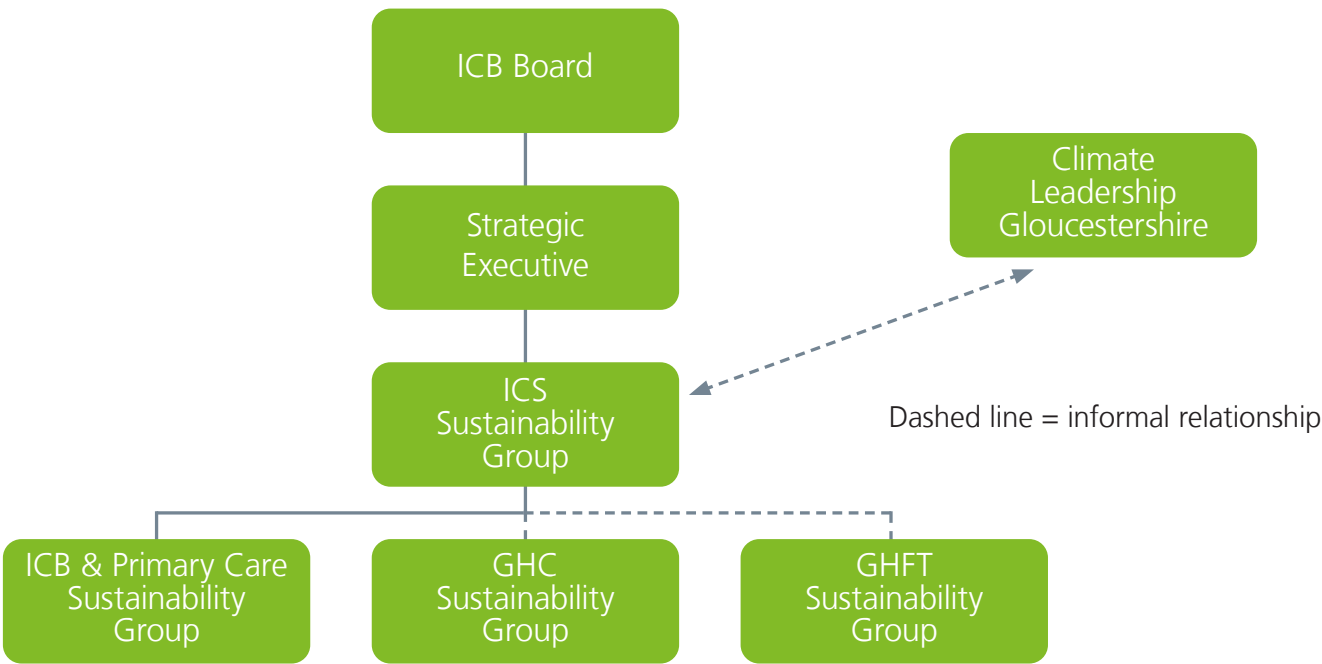 ICB Board
Climate
Leadership
Gloucestershire
Strategic
Executive
ICS
Sustainability
Group
Dashed line = informal relationship
ICB & Primary Care
Sustainability
Group
GHC
Sustainability
Group
GHFT
Sustainability
Group